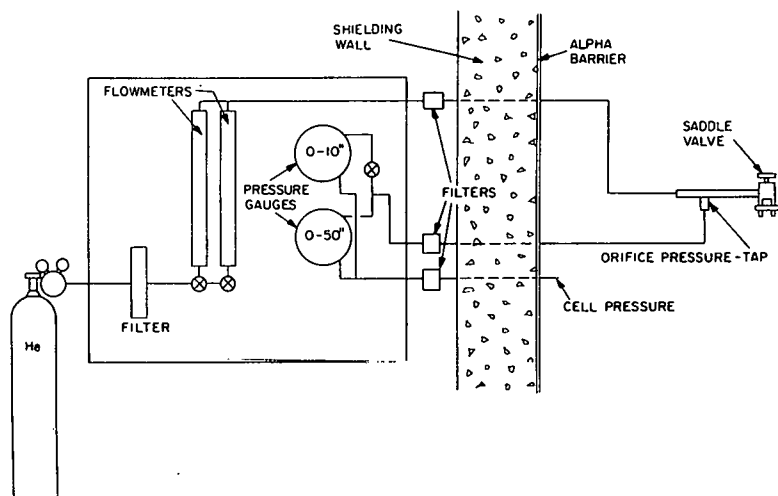 SHIELDING
WALL
ALPHA
BARRIER
FLOWMETERS
SADDLE
VALVE
0-10"
PRESSURE
GAUGES
FILTERS
0-50"
ORIFICE PRESSURE-TAP
CELL PRESSURE
FILTER
He